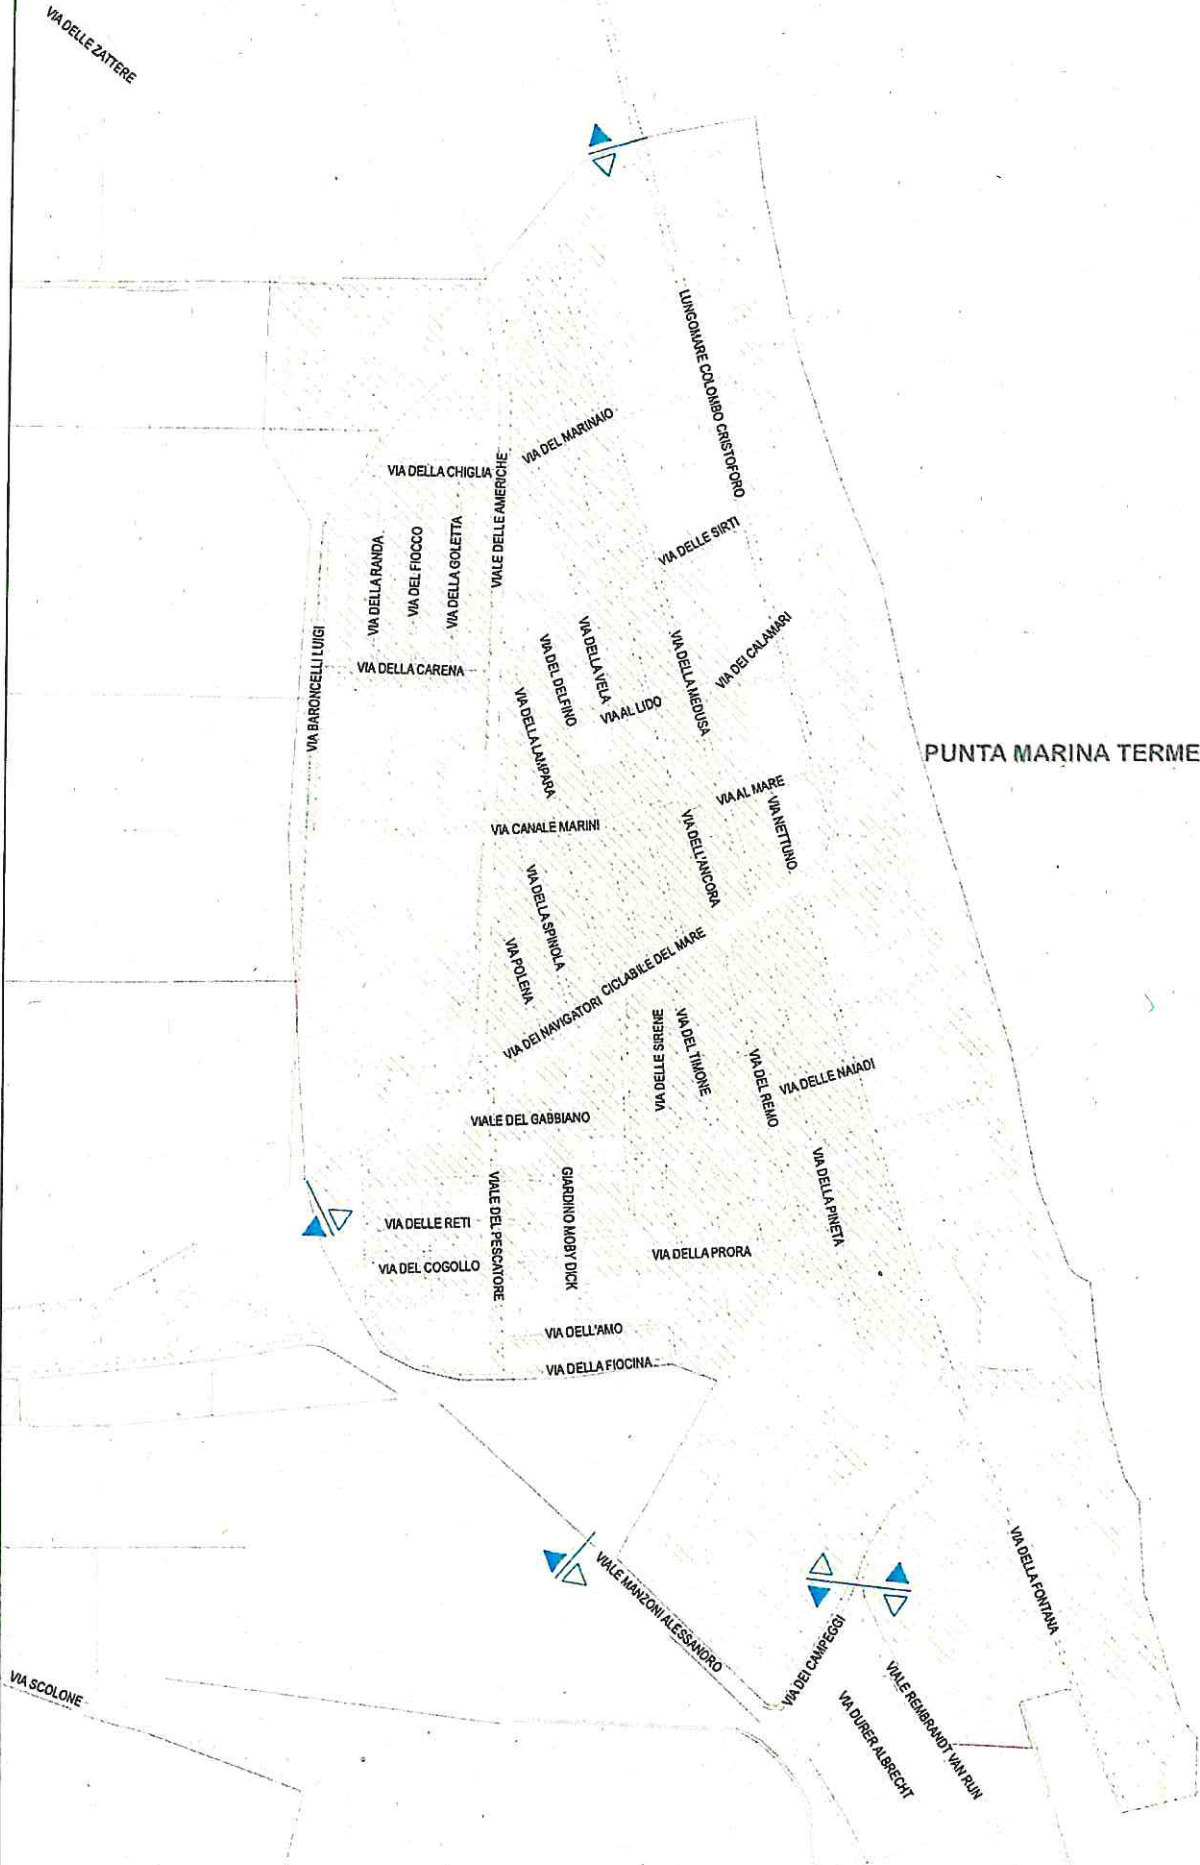 VIA DELLE ZATTERE
LUNGOMARE COLOMBO CRISTOFORO
VIA DEL MARINAIO
VIA DELLA CHIGLIA
VIALE DELLE AMERICHE
VIA DELLA RANDA
VIA DEL FIOCCO
VIA DELLA GOLETTA
VIA DELLE SIRTI
VIA BARONCELLI LUIGI
VIA DELLA CARENA
VIA DEL DELFINO
VIA DELLA VELA
VIA DELLA MEDUSA
VIA DEI CALAMARI
VIA AL LIDO
VIA DELLA LAMPARA
PUNTA MARINA TERME
VIA AL MARE
VIA NETTUNO
VIA CANALE MARINI
VIA DELL'ANCORA
VIA DELLA SPINOLA
VIA POLENA
VIA DEI NAVIGATORI
CICLABILE DEL MARE
VIA DELLE SIRENE
VIA DEL TIMONE
VIA DEL REMO
VIA DELLE NAIADI
VIALE DEL GABBIANO
VIA DELLA PINETA
VIALE DEL PESCATORE
GIARDINO MOBY DICK
VIA DELLE RETI
VIA DEL COGOLLO
VIA DELLA PRORA
VIA DELL'AMO
VIA DELLA FIOCINA
VIA DELLA FONTANA
VIALE MANZONI ALESSANDRO
VIA DEI CAMPEGGI
VIA SCOLONE
VIALE REMBRANDT VAN RIJN
VIA DURER ALBRECHT